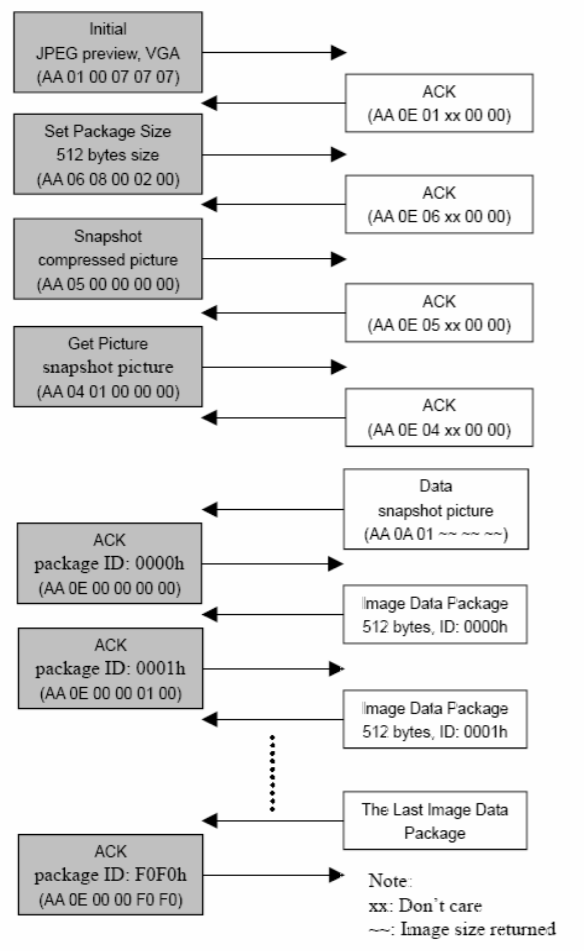 Initial
JPEG preview, VGA
(AA 01 00 07 07 07)
ACK
(AA 0E 01 xx 00 00)
Set Package Size
512 bytes size
(AA 06 08 00 02 00)
ACK
(AA 0E 06 xx 00 00)
Snapshot
compressed picture
(AA 05 00 00 00 00)
ACK
(AA 0E 05 xx 00 00)
Get Picture
snapshot picture
(AA 04 01 00 00 00)
ACK
(AA 0E 04 xx 00 00)
Data
snapshot picture
(AA 0A 01 ~~ ~~ ~~)
ACK
package ID: 0000h
(AA 0E 00 00 00 00)
Image Data Package
512 bytes, ID: 0000h
ACK
package ID: 0001h
(AA 0E 00 00 01 00)
Image Data Package
512 bytes, ID: 0001h
The Last Image Data
Package
ACK
package ID: F0F0h
(AA 0E 00 00 F0 F0)
Note:
xx: Don't care
~~: Image size returned